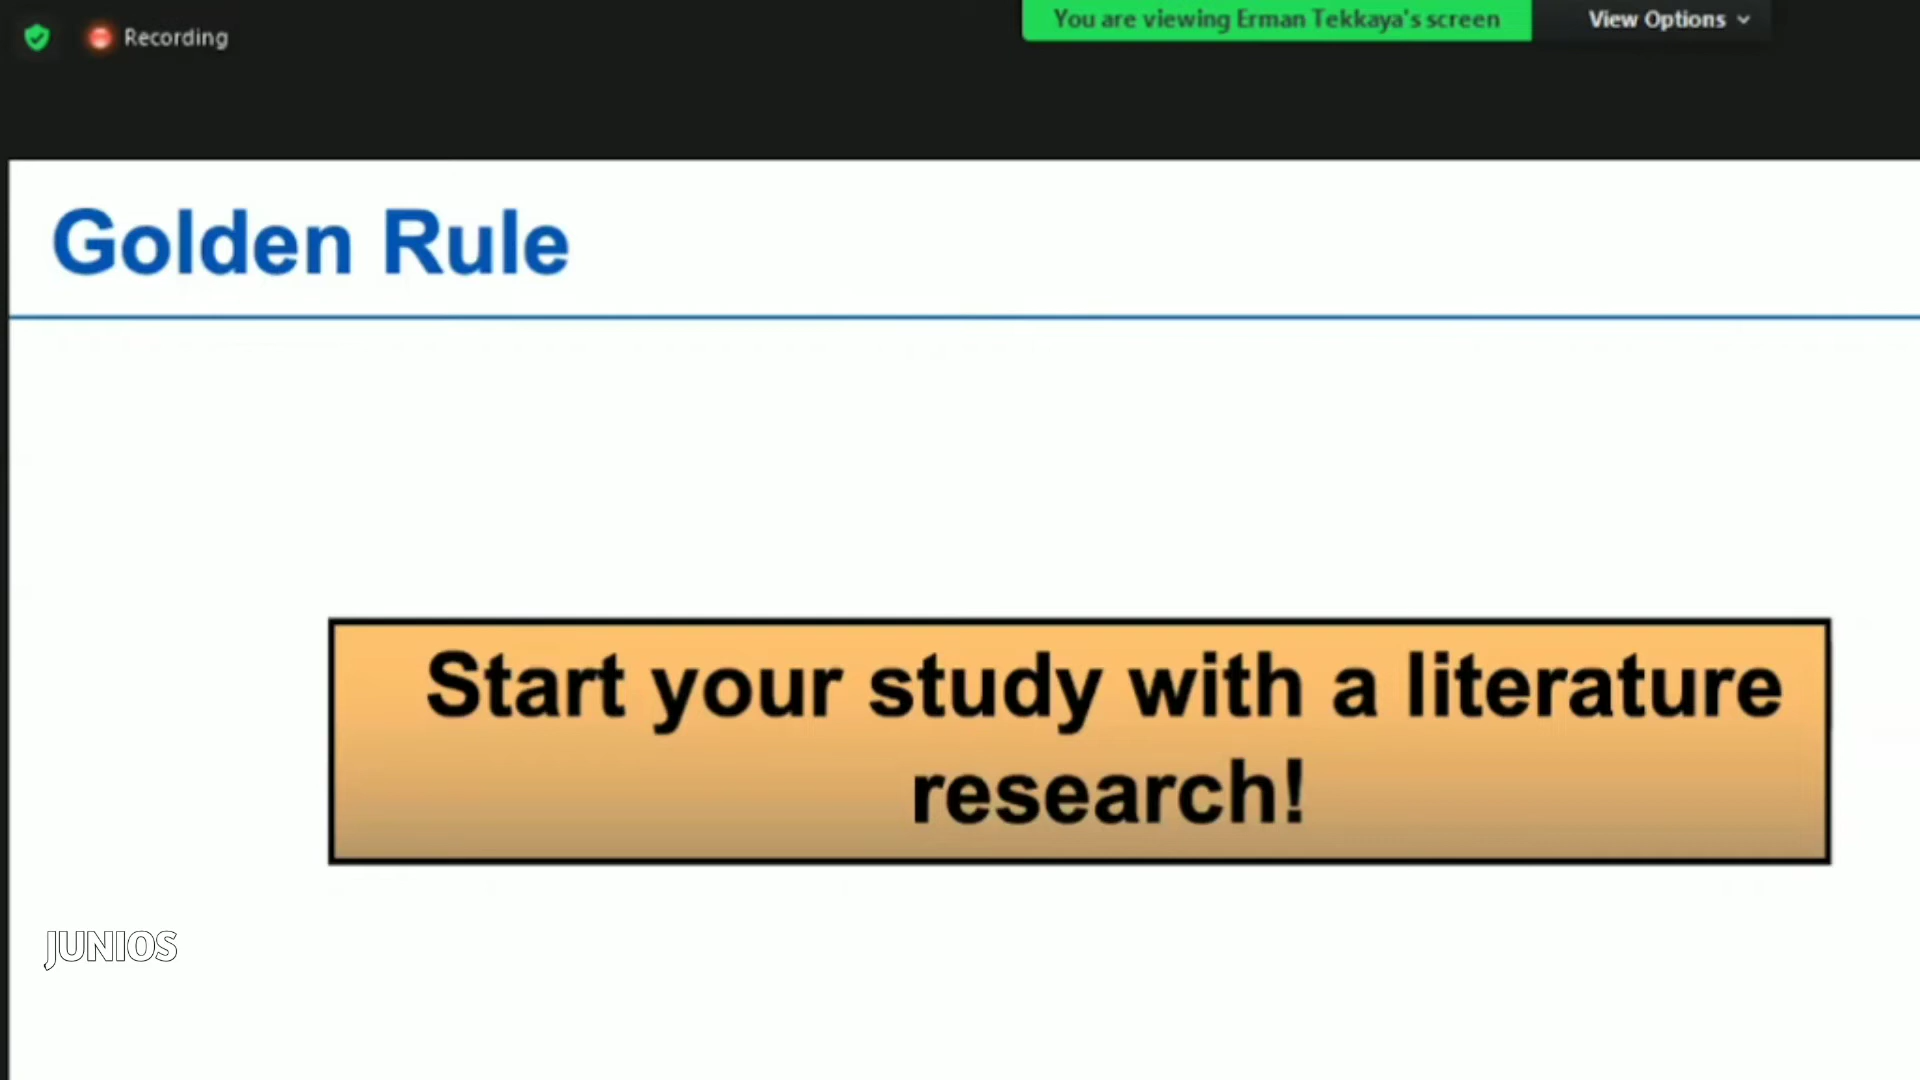 Recording
You are viewing Erman Tekkaya's screen
View Options
Golden Rule
Start your study with a literature
research!
JUNIOS